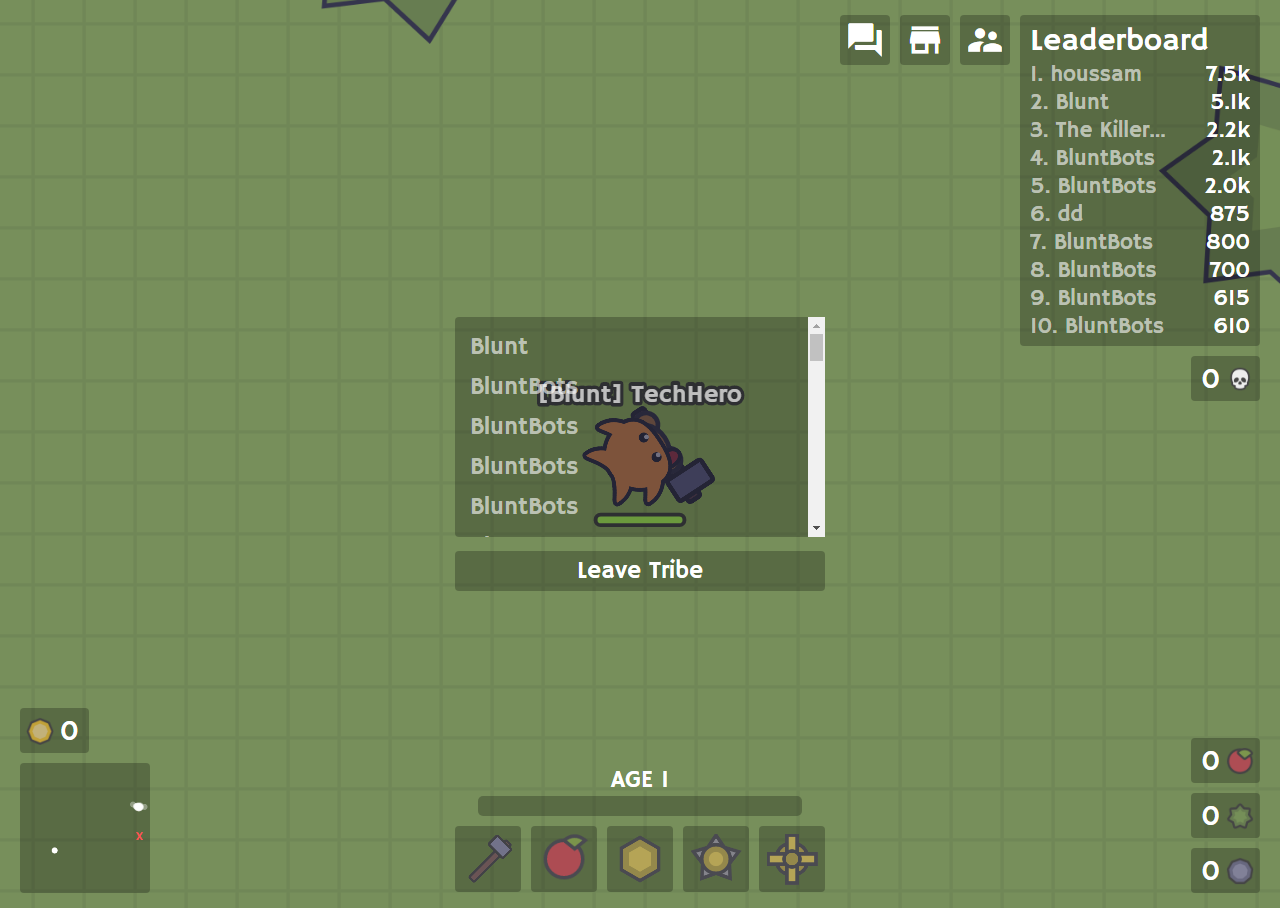 Leaderboard
1. houssam 7.5k
2. Blunt 5.1k
3. The Killer... 2.2k
4. BluntBots 2.1k
5. BluntBots 2.0k
6. dd 875
7. BluntBots 800
8. BluntBots 700
9. BluntBots 615
10. BluntBots 610
0
Blunt
BluntBots
[Blunt] TechHero
BluntBots
BluntBots
BluntBots
Leave Tribe
0
x
AGE 1
0
0
0